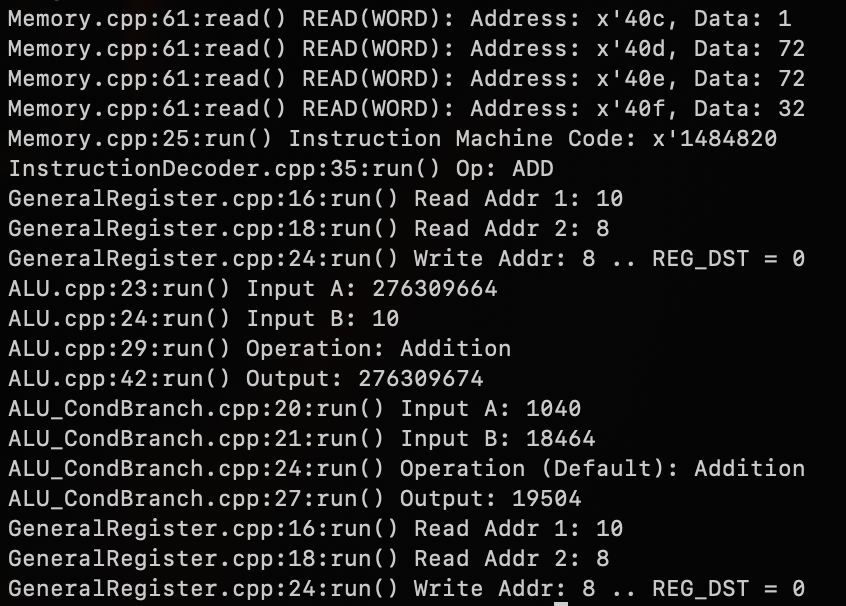 Memory.cpp:61:read() READ(WORD): Address: x'40c, Data: 1
Memory.cpp:61:read() READ(WORD): Address: x'40d, Data: 72
Memory.cpp:61:read() READ(WORD): Address: x'40e, Data: 72
Memory.cpp:61:read() READ(WORD): Address: x'40f, Data: 32
Memory.cpp:25:run() Instruction Machine Code: x'1484820
InstructionDecoder.cpp:35:run() Op: ADD
GeneralRegister.cpp:16:run() Read Addr 1: 10
GeneralRegister.cpp:18:run() Read Addr 2: 8
GeneralRegister.cpp:24:run() Write Addr: 8 .. REG_DST = 0
ALU.cpp:23:run() Input A: 276309664
ALU.cpp:24:run() Input B: 10
ALU.cpp:29:run() Operation: Addition
ALU.cpp:42:run() Output: 276309674
ALU_CondBranch.cpp:20:run() Input A: 1040
ALU_CondBranch.cpp:21:run() Input B: 18464
ALU_CondBranch.cpp:24:run() Operation (Default): Addition
ALU_CondBranch.cpp:27:run() Output: 19504
GeneralRegister.cpp:16:run() Read Addr 1: 10
GeneralRegister.cpp:18:run() Read Addr 2: 8
GeneralRegister.cpp:24:run() Write Addr: 8 .. REG_DST = 0